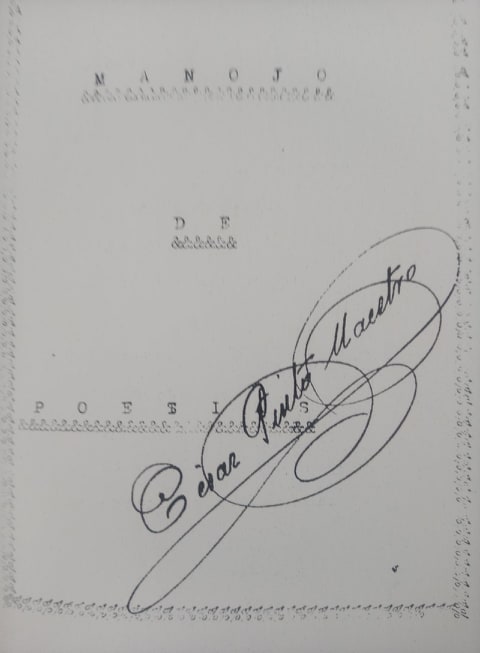 M A N O J O
D E
P O E S I A S
César Pinto Maestro